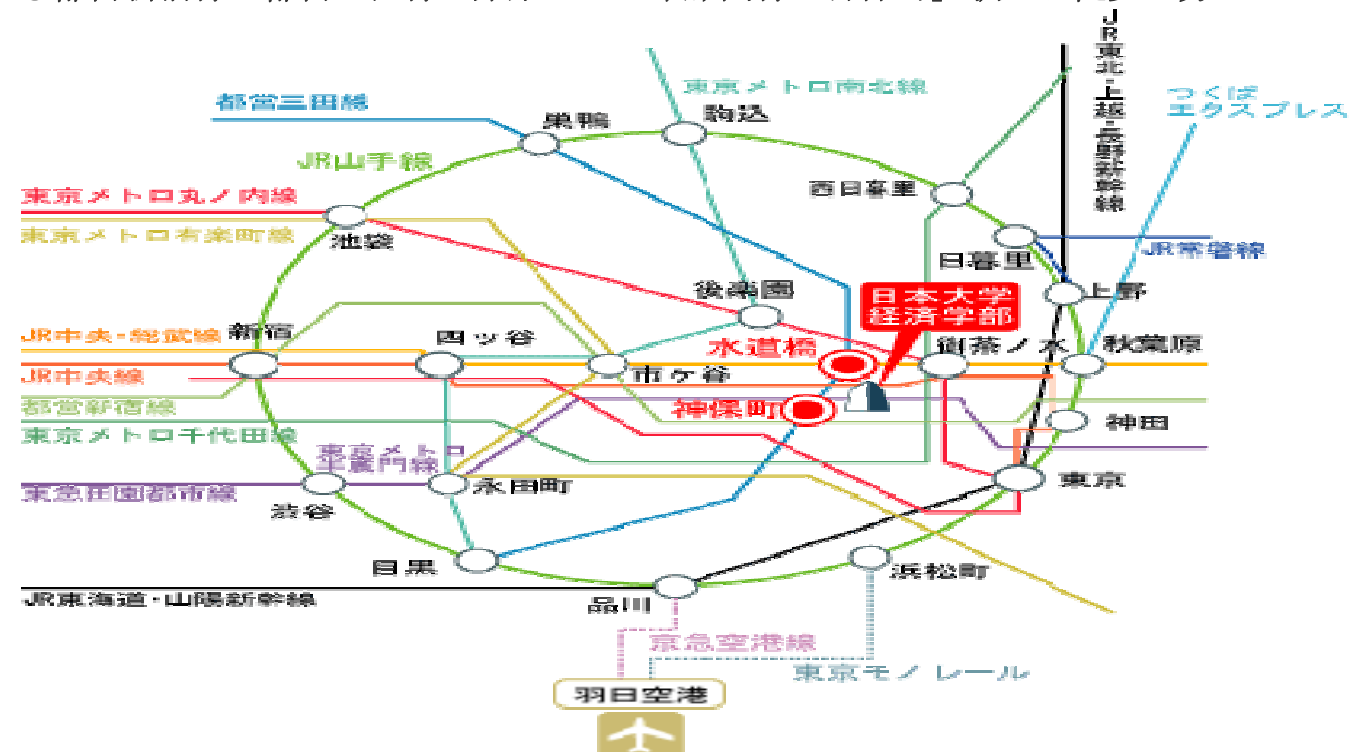 JR東北・上越・長野新幹線
東京メトロ南北線
つくば
エクスプレス
都営三田線
巣鴨
駒込
JR山手線
西日暮里
東京メトロ丸ノ内線
東京メトロ有楽町線
池袋
日暮里
JR常磐線
後楽園
日本大学
経済学部
上野
JR中央・総武線
新宿
四ツ谷
水道橋
御茶ノ水
秋葉原
JR中央線
市ヶ谷
都営新宿線
神保町
神田
東京メトロ千代田線
東京メトロ
半蔵門線
東急田園都市線
永田町
東京
渋谷
目黒
浜松町
JR東海道・山陽新幹線
品川
京急空港線
東京モノレール
羽田空港